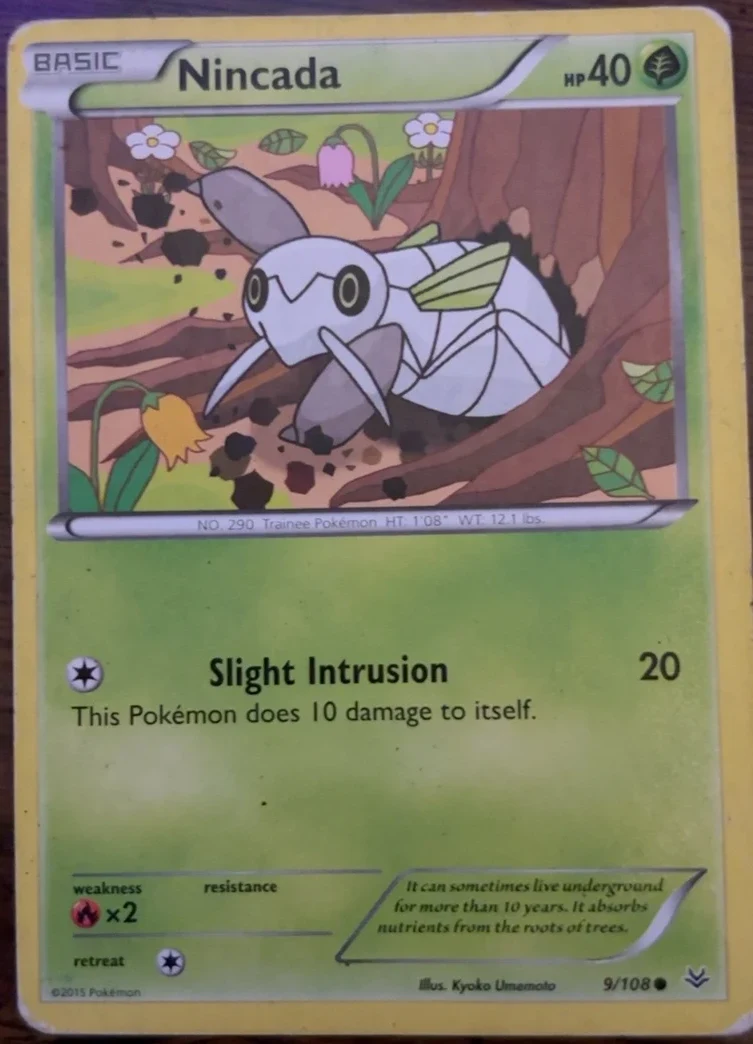 BASIC Nincada HP 40
NO. 290 Trainee Pokémon HT: 1'08" WT: 12.1 lbs.
Slight Intrusion 20
This Pokémon does 10 damage to itself.
weakness resistance
×2
retreat
It can sometimes live underground
for more than 10 years. It absorbs
nutrients from the roots of trees.
©2015 Pokémon Illus. Kyoko Umemoto 9/108